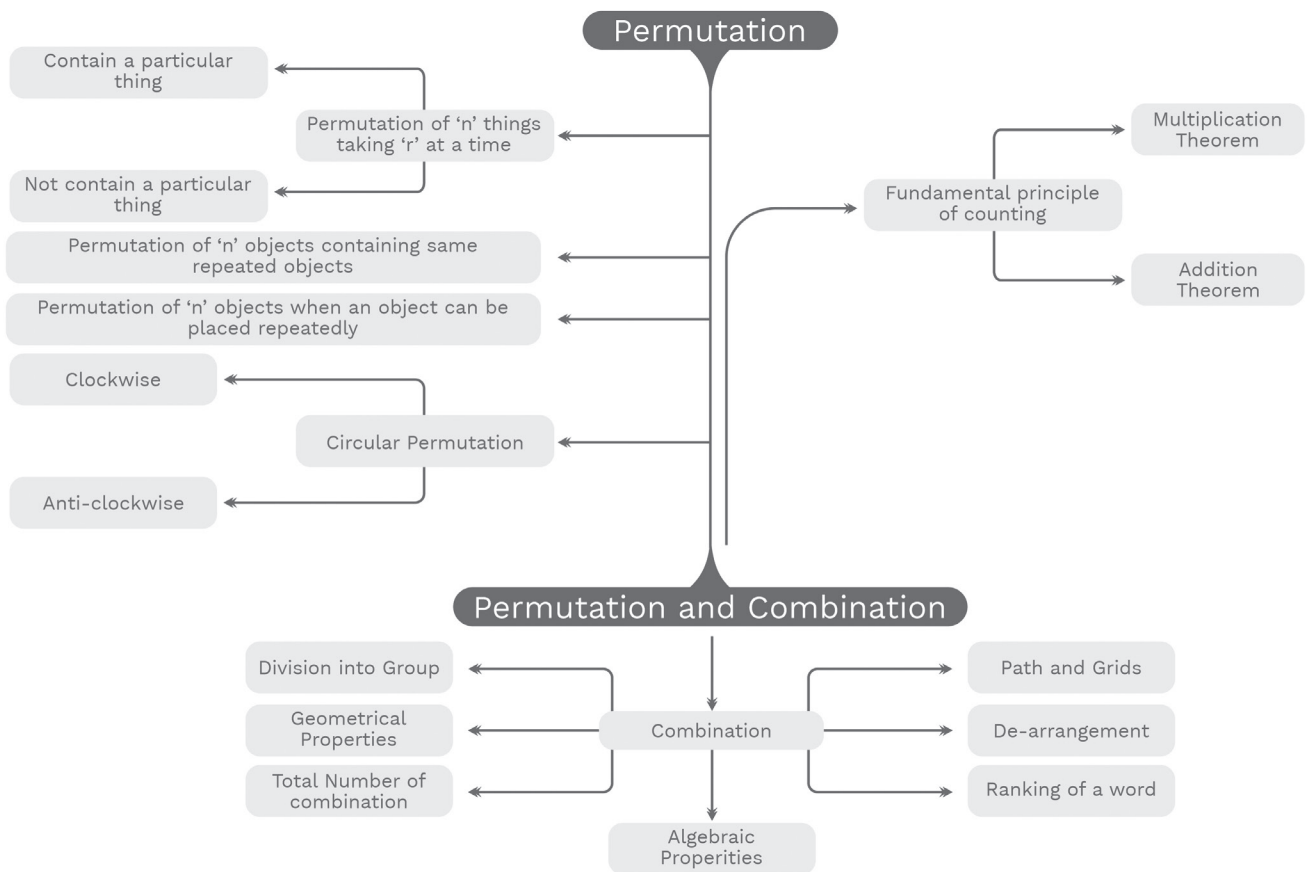 Permutation
Contain a particular
thing
Permutation of ‘n’ things
taking ‘r’ at a time
Not contain a particular
thing
Permutation of ‘n’ objects containing same
repeated objects
Permutation of ‘n’ objects when an object can be
placed repeatedly
Clockwise
Circular Permutation
Anti-clockwise
Multiplication
Theorem
Fundamental principle
of counting
Addition
Theorem
Permutation and Combination
Division into Group
Geometrical
Properties
Total Number of
combination
Combination
Path and Grids
De-arrangement
Ranking of a word
Algebraic
Properities